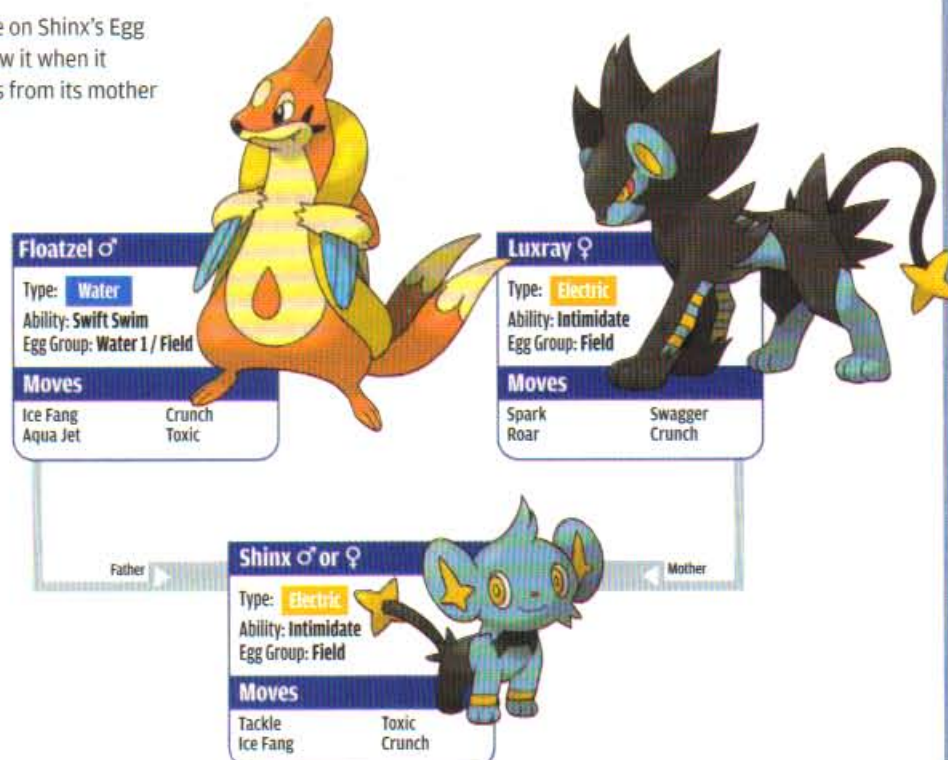 e on Shinx's Egg
w it when it
s from its mother
Floatzel ♂
Type: Water
Ability: Swift Swim
Egg Group: Water 1 / Field
Moves
Ice Fang Crunch
Aqua Jet Toxic
Luxray ♀
Type: Electric
Ability: Intimidate
Egg Group: Field
Moves
Spark Swagger
Roar Crunch
Father Mother
Shinx ♂ or ♀
Type: Electric
Ability: Intimidate
Egg Group: Field
Moves
Tackle Toxic
Ice Fang Crunch